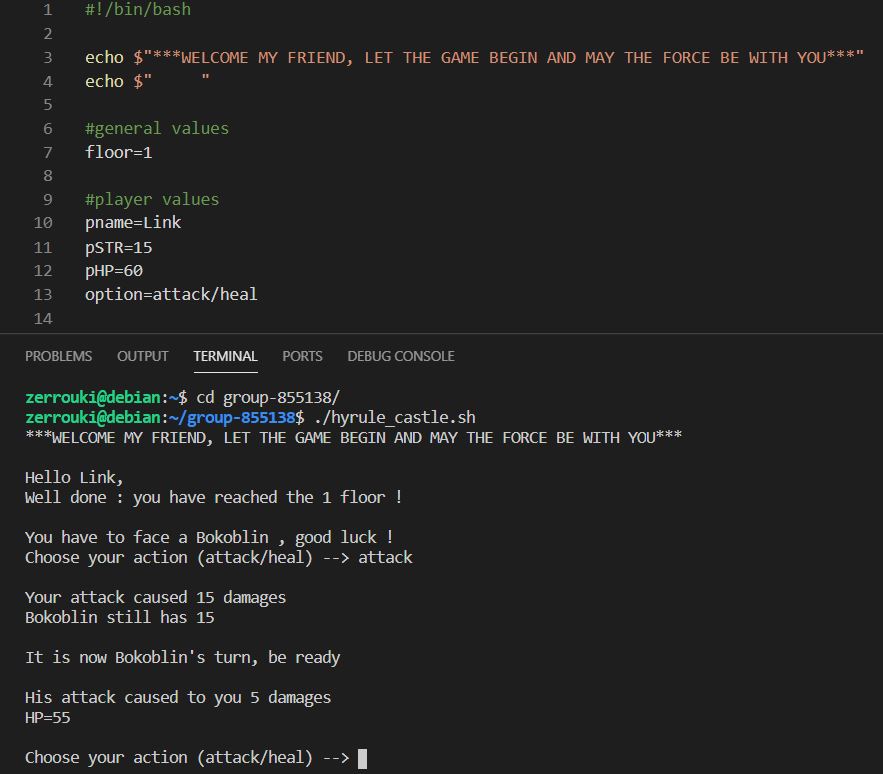 1 #!/bin/bash
2
3 echo $"***WELCOME MY FRIEND, LET THE GAME BEGIN AND MAY THE FORCE BE WITH YOU***"
4 echo $"     "
5
6 #general values
7 floor=1
8
9 #player values
10 pname=Link
11 pSTR=15
12 pHP=60
13 option=attack/heal
14
PROBLEMS OUTPUT TERMINAL PORTS DEBUG CONSOLE
zerrouki@debian:~$ cd group-855138/
zerrouki@debian:~/group-855138$ ./hyrule_castle.sh
***WELCOME MY FRIEND, LET THE GAME BEGIN AND MAY THE FORCE BE WITH YOU***
Hello Link,
Well done : you have reached the 1 floor !
You have to face a Bokoblin , good luck !
Choose your action (attack/heal) --> attack
Your attack caused 15 damages
Bokoblin still has 15
It is now Bokoblin's turn, be ready
His attack caused to you 5 damages
HP=55
Choose your action (attack/heal) -->